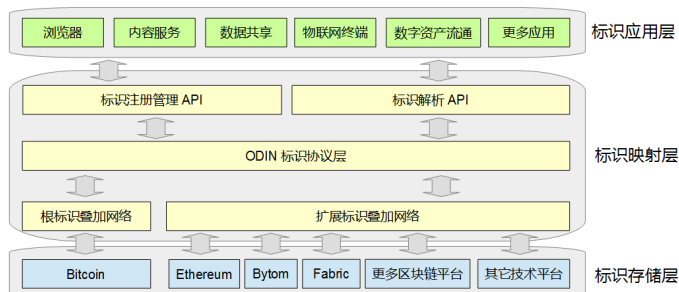 浏览器
内容服务
数据共享
物联网终端
数字资产流通
更多应用
标识应用层
标识注册管理 API
标识解析 API
ODIN 标识协议层
标识映射层
根标识叠加网络
扩展标识叠加网络
Bitcoin
Ethereum
Bytom
Fabric
更多区块链平台
其它技术平台
标识存储层